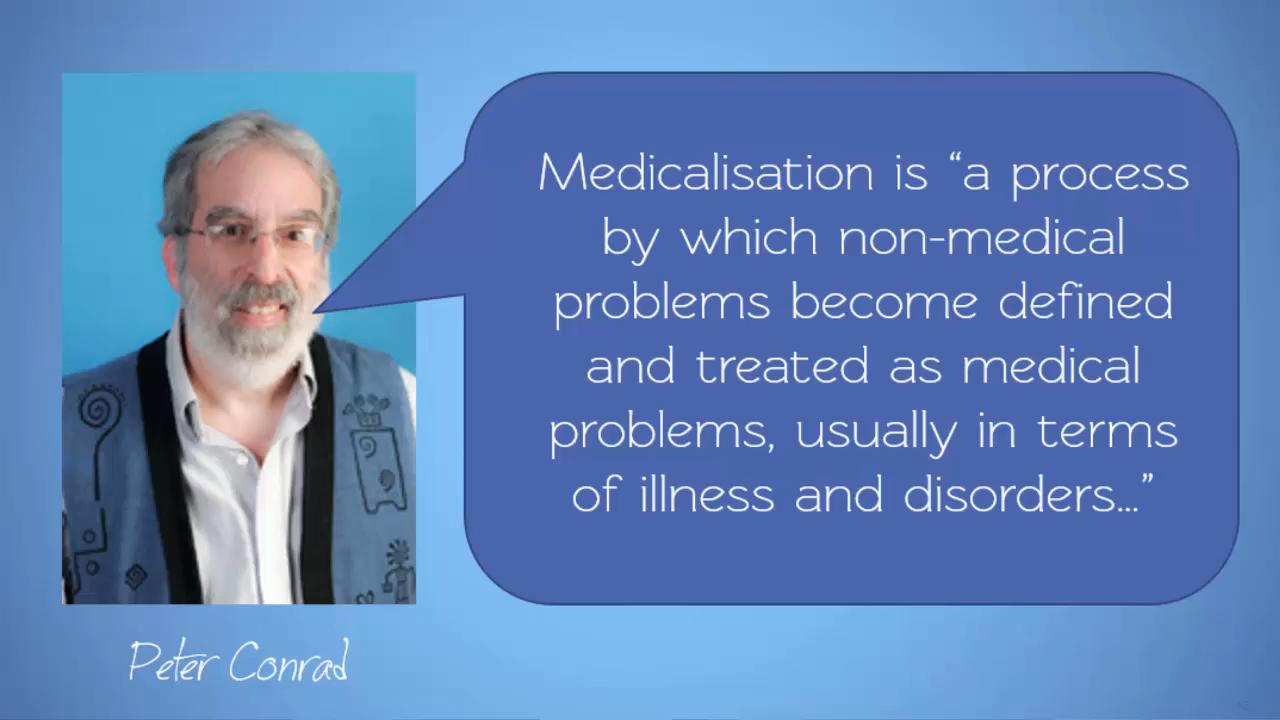 Medicalisation is “a process
by which non-medical
problems become defined
and treated as medical
problems, usually in terms
of illness and disorders...”
Peter Conrad